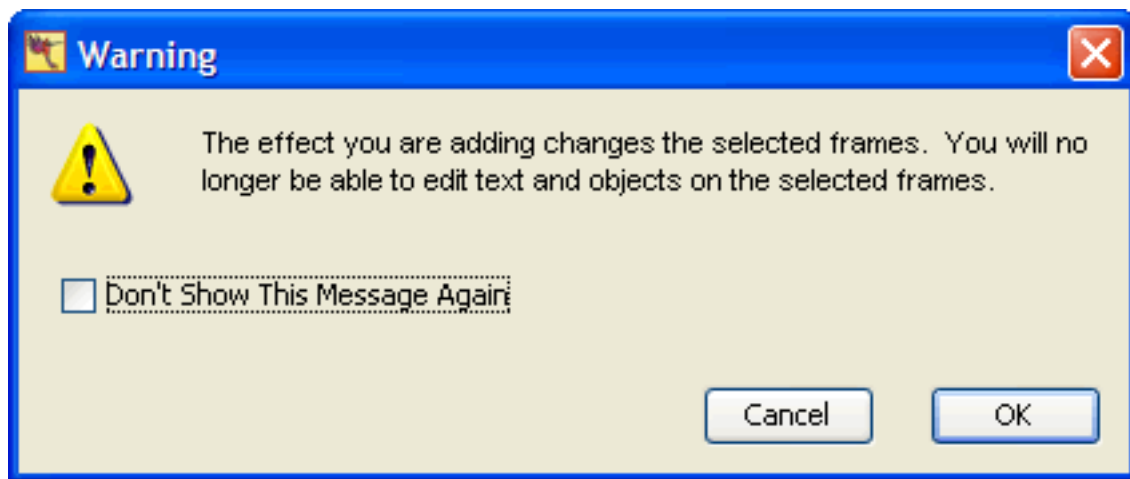 Warning
The effect you are adding changes the selected frames.  You will no
longer be able to edit text and objects on the selected frames.
Don't Show This Message Again
Cancel
OK